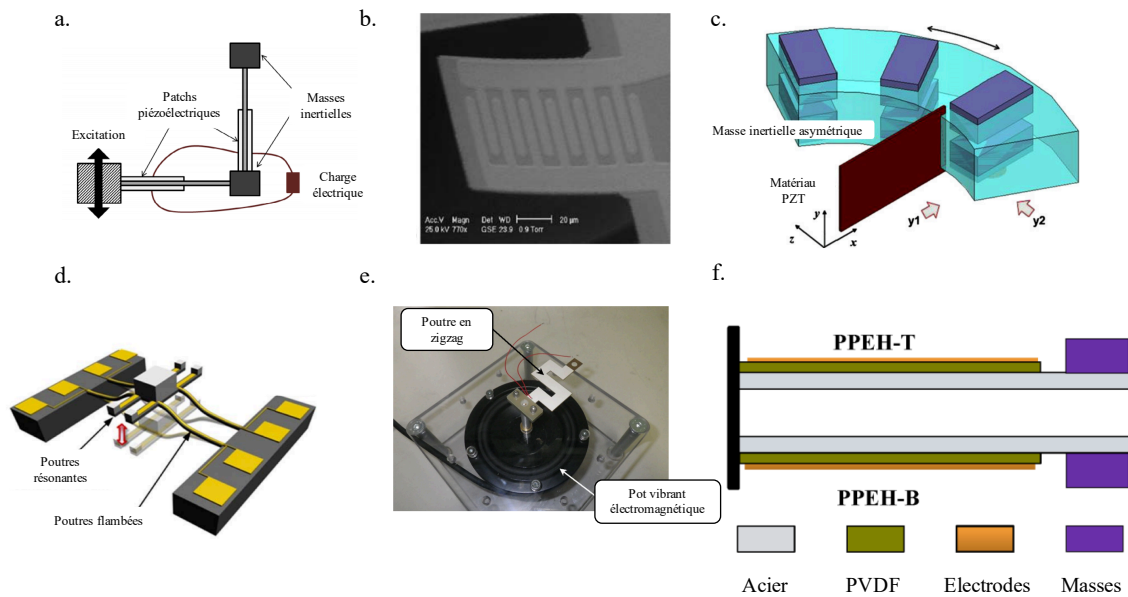 a.
Patchs
piézoélectriques
Masses
inertielles
Excitation
Charge
électrique
b.
Acc.V Magn Det WD 20 µm
25.0 kV 770x GSE 23.9 0.9 Torr
c.
Masse inertielle asymétrique
Matériau
PZT
y
z
x
y1
y2
d.
Poutres
résonantes
Poutres flambées
e.
Poutre en
zigzag
Pot vibrant
électromagnétique
f.
PPEH-T
PPEH-B
Acier PVDF Electrodes Masses